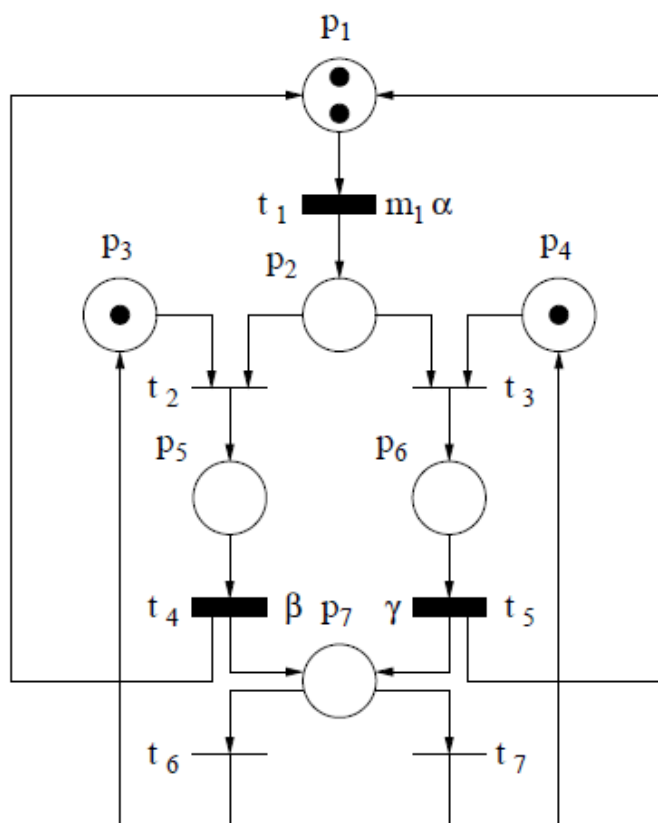 p₁
t₁ m₁ α
p₃ p₂ p₄
t₂ t₃
p₅ p₆
t₄ β p₇ γ t₅
t₆ t₇